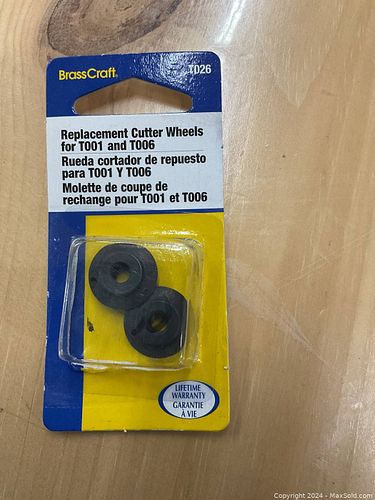 BrassCraft®
T026
Replacement Cutter Wheels
for T001 and T006
Rueda cortador de repuesto
para T001 Y T006
Molette de coupe de
rechange pour T001 et T006
LIFETIME
WARRANTY
GARANTIE
À VIE
Copyright 2024 - MaxSold.com